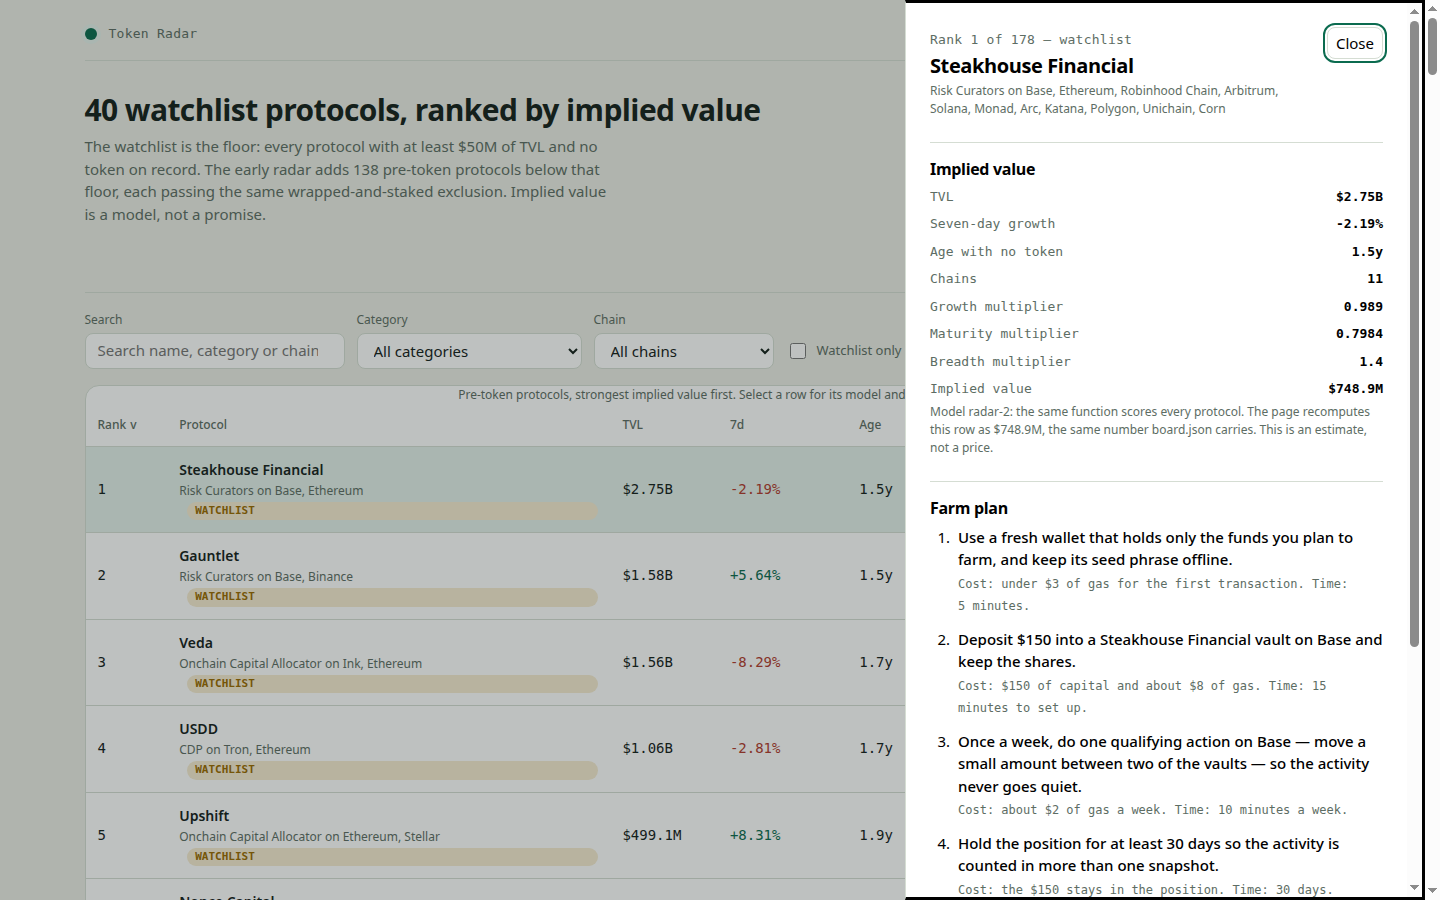 Token Radar
40 watchlist protocols, ranked by implied value
The watchlist is the floor: every protocol with at least $50M of TVL and no
token on record. The early radar adds 138 pre-token protocols below that
floor, each passing the same wrapped-and-staked exclusion. Implied value
is a model, not a promise.
Search
Category
Chain
Search name, category or chain
All categories
All chains
Watchlist only
Pre-token protocols, strongest implied value first. Select a row for its model and
Rank v Protocol TVL 7d Age
1 Steakhouse Financial $2.75B -2.19% 1.5y
Risk Curators on Base, Ethereum
WATCHLIST
2 Gauntlet $1.58B +5.64% 1.5y
Risk Curators on Base, Binance
WATCHLIST
3 Veda $1.56B -8.29% 1.7y
Onchain Capital Allocator on Ink, Ethereum
WATCHLIST
4 USDD $1.06B -2.81% 1.7y
CDP on Tron, Ethereum
WATCHLIST
5 Upshift $499.1M +8.31% 1.9y
Onchain Capital Allocator on Ethereum, Stellar
WATCHLIST
Rank 1 of 178 — watchlist
Close
Steakhouse Financial
Risk Curators on Base, Ethereum, Robinhood Chain, Arbitrum,
Solana, Monad, Arc, Katana, Polygon, Unichain, Corn
Implied value
TVL $2.75B
Seven-day growth -2.19%
Age with no token 1.5y
Chains 11
Growth multiplier 0.989
Maturity multiplier 0.7984
Breadth multiplier 1.4
Implied value $748.9M
Model radar-2: the same function scores every protocol. The page recomputes
this row as $748.9M, the same number board.json carries. This is an estimate,
not a price.
Farm plan
1. Use a fresh wallet that holds only the funds you plan to
farm, and keep its seed phrase offline.
Cost: under $3 of gas for the first transaction. Time:
5 minutes.
2. Deposit $150 into a Steakhouse Financial vault on Base and
keep the shares.
Cost: $150 of capital and about $8 of gas. Time: 15
minutes to set up.
3. Once a week, do one qualifying action on Base — move a
small amount between two of the vaults — so the activity
never goes quiet.
Cost: about $2 of gas a week. Time: 10 minutes a week.
4. Hold the position for at least 30 days so the activity is
counted in more than one snapshot.
Cost: the $150 stays in the position. Time: 30 days.